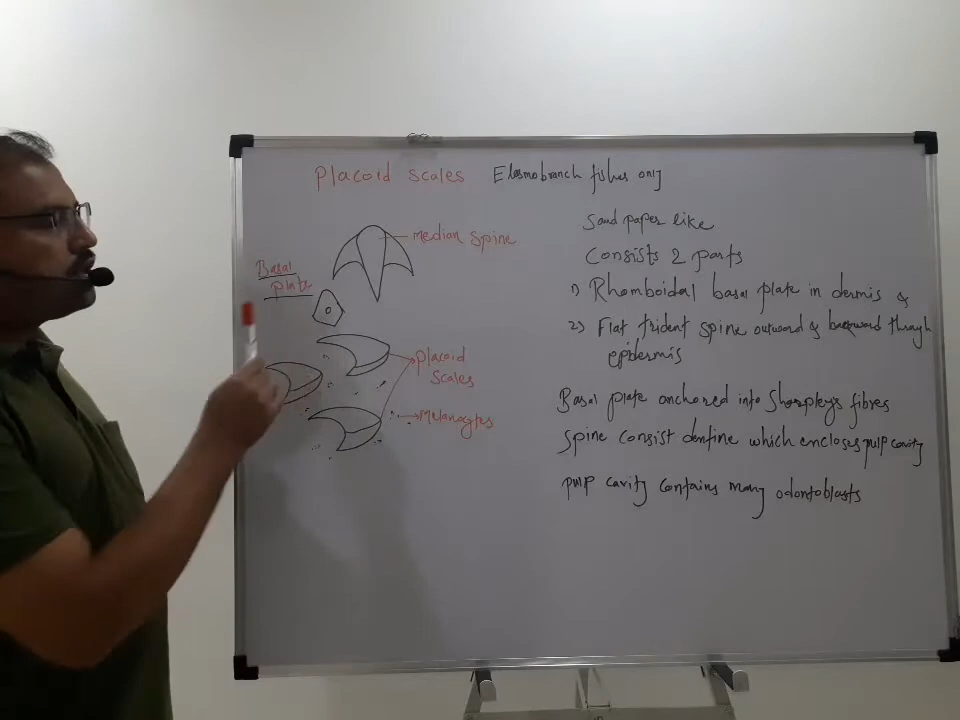 Placoid scales Elasmobranch fishes only
Median Spine
Basal
plate
Placoid
Scales
Melanocytes
Sand paper like
Consists 2 parts
1) Rhomboidal basal plate in dermis &
2) Flat trident spine outward & backward through
epidermis
Basal plate anchored into Sharpleys fibres
Spine consist dentine which encloses pulp cavity
pulp cavity contains many odontoblasts